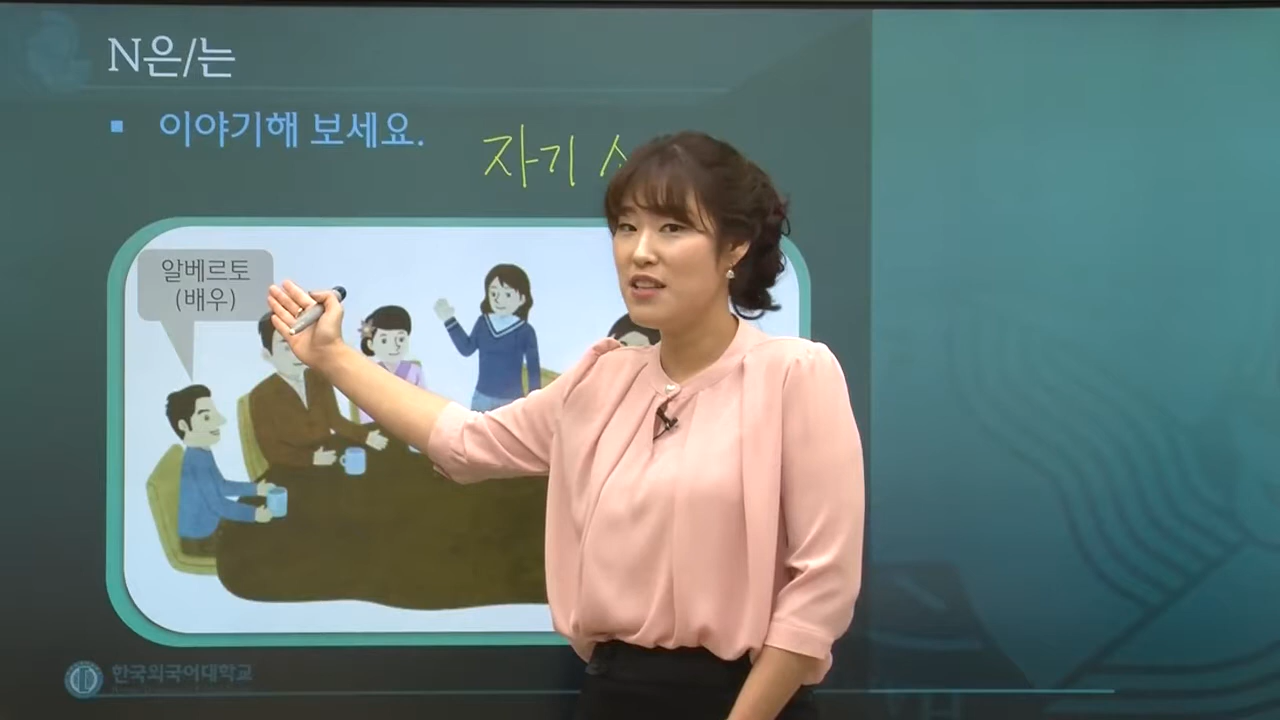 N은/는
▪ 이야기해 보세요.
자기
알베르토
(배우)
한국외국어대학교